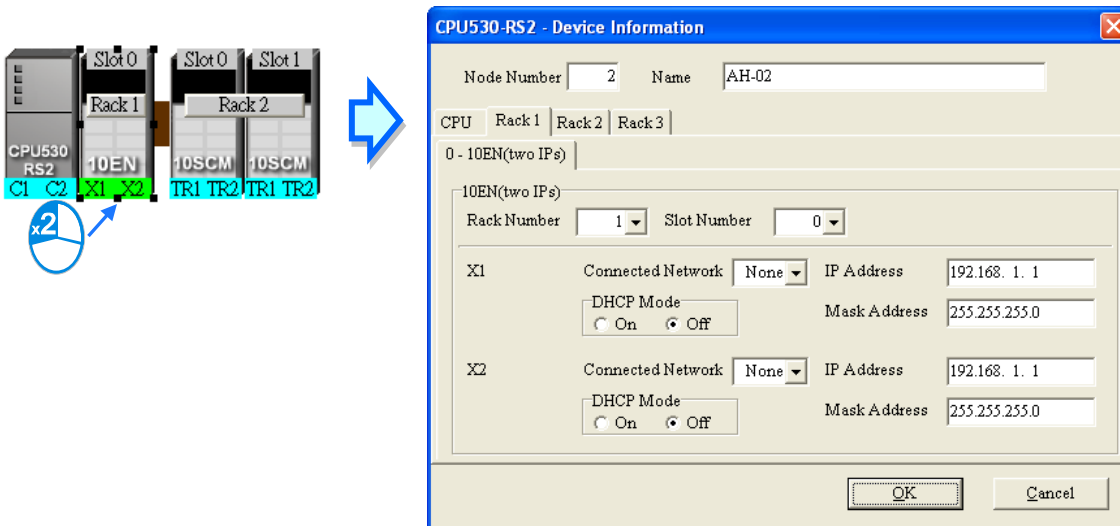 Slot 0
Slot 0
Slot 1
Rack 1
Rack 2
CPU530
RS2
10EN
10SCM
10SCM
C1 C2
X1 X2
TR1 TR2
TR1 TR2
x2
CPU530-RS2 - Device Information
Node Number 2 Name AH-02
CPU Rack 1 Rack 2 Rack 3
0 - 10EN(two IPs)
10EN(two IPs)
Rack Number 1 Slot Number 0
X1 Connected Network None IP Address 192.168. 1. 1
DHCP Mode
On Off
Mask Address 255.255.255.0
X2 Connected Network None IP Address 192.168. 1. 1
DHCP Mode
On Off
Mask Address 255.255.255.0
OK Cancel